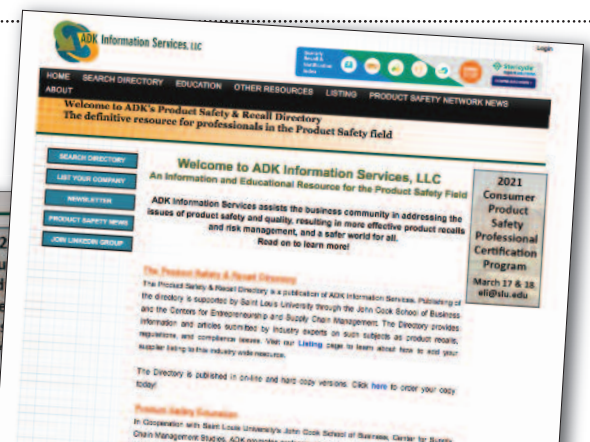 ADK Information Services, LLC
Login
Stericycle
HOME SEARCH DIRECTORY EDUCATION OTHER RESOURCES LISTING PRODUCT SAFETY NETWORK NEWS
ABOUT
Welcome to ADK's Product Safety & Recall Directory
The definitive resource for professionals in the Product Safety field
SEARCH DIRECTORY
LIST YOUR COMPANY
NEWSLETTER
PRODUCT SAFETY NEWS
JOIN LINKEDIN GROUP
Welcome to ADK Information Services, LLC
An Information and Educational Resource for the Product Safety Field
ADK Information Services assists the business community in addressing the
issues of product safety and quality, resulting in more effective product recalls
and risk management, and a safer world for all.
Read on to learn more!
2021
Consumer
Product
Safety
Professional
Certification
Program
March 17 & 18
eli@slu.edu
The Product Safety & Recall Directory
The Product Safety & Recall Directory is a publication of ADK Information Services. Publishing of
the directory is supported by Saint Louis University through the John Cook School of Business
and the Centers for Entrepreneurship and Supply Chain Management. The Directory provides
information and articles submitted by industry experts on such subjects as product recalls,
regulations, and compliance issues. Visit our Listing page to learn about how to add your
supplier listing to this industry wide resource.
The Directory is published in on-line and hard copy versions. Click here to order your copy
today!
Product Safety Education
In Cooperation with Saint Louis University's John Cook School of Business, Center for Supply
Chain Management Studies, ADK